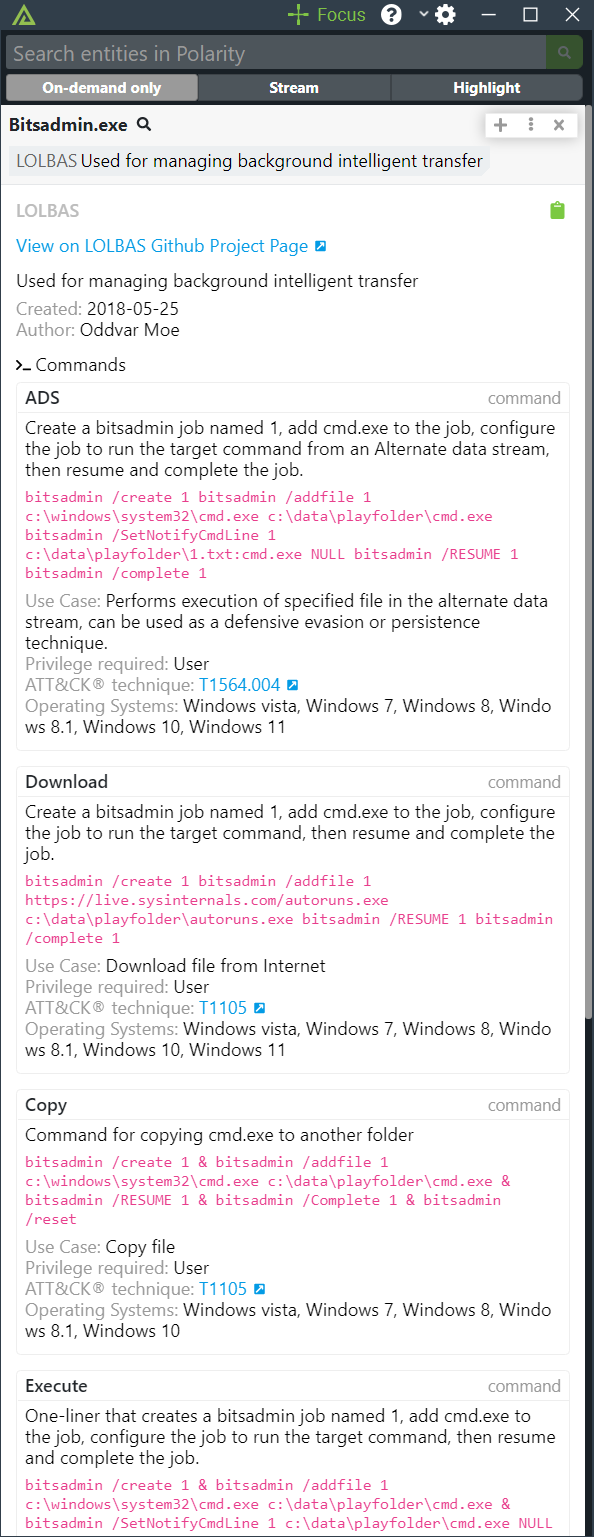 Focus
Search entities in Polarity
On-demand only Stream Highlight
Bitsadmin.exe
LOLBAS Used for managing background intelligent transfer
LOLBAS
View on LOLBAS Github Project Page
Used for managing background intelligent transfer
Created: 2018-05-25
Author: Oddvar Moe
Commands
ADS command
Create a bitsadmin job named 1, add cmd.exe to the job, configure
the job to run the target command from an Alternate data stream,
then resume and complete the job.
bitsadmin /create 1 bitsadmin /addfile 1
c:\windows\system32\cmd.exe c:\data\playfolder\cmd.exe
bitsadmin /SetNotifyCmdLine 1
c:\data\playfolder\1.txt:cmd.exe NULL bitsadmin /RESUME 1
bitsadmin /complete 1
Use Case: Performs execution of specified file in the alternate data
stream, can be used as a defensive evasion or persistence
technique.
Privilege required: User
ATT&CK® technique: T1564.004
Operating Systems: Windows vista, Windows 7, Windows 8, Windo
ws 8.1, Windows 10, Windows 11
Download command
Create a bitsadmin job named 1, add cmd.exe to the job, configure
the job to run the target command, then resume and complete the
job.
bitsadmin /create 1 bitsadmin /addfile 1
https://live.sysinternals.com/autoruns.exe
c:\data\playfolder\autoruns.exe bitsadmin /RESUME 1 bitsadmin
/complete 1
Use Case: Download file from Internet
Privilege required: User
ATT&CK® technique: T1105
Operating Systems: Windows vista, Windows 7, Windows 8, Windo
ws 8.1, Windows 10, Windows 11
Copy command
Command for copying cmd.exe to another folder
bitsadmin /create 1 & bitsadmin /addfile 1
c:\windows\system32\cmd.exe c:\data\playfolder\cmd.exe &
bitsadmin /RESUME 1 & bitsadmin /Complete 1 & bitsadmin
/reset
Use Case: Copy file
Privilege required: User
ATT&CK® technique: T1105
Operating Systems: Windows vista, Windows 7, Windows 8, Windo
ws 8.1, Windows 10
Execute command
One-liner that creates a bitsadmin job named 1, add cmd.exe to
the job, configure the job to run the target command, then resume
and complete the job.
bitsadmin /create 1 & bitsadmin /addfile 1
c:\windows\system32\cmd.exe c:\data\playfolder\cmd.exe &
bitsadmin /SetNotifyCmdLine 1 c:\data\playfolder\cmd.exe NULL